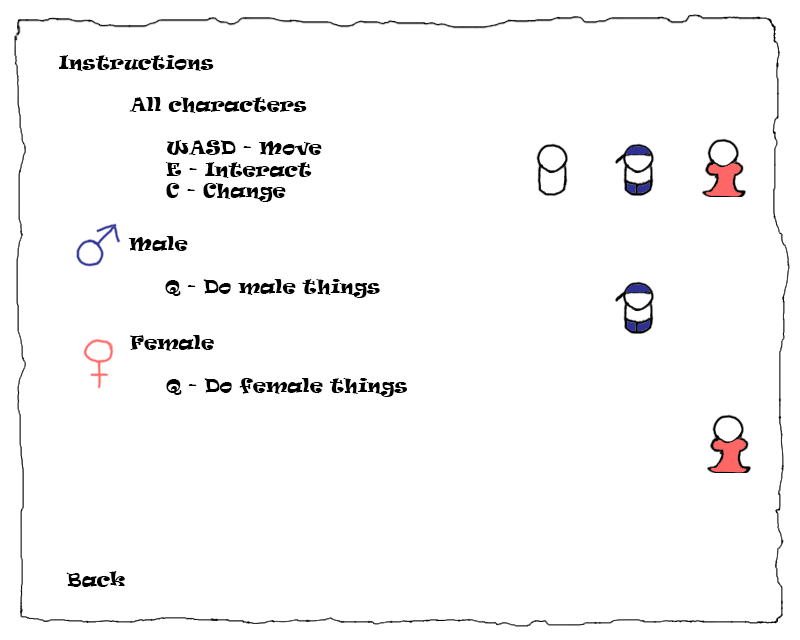 Instructions
All characters
WASD - Move
E - Interact
C - Change
Male
Q - Do male things
Female
Q - Do female things
Back